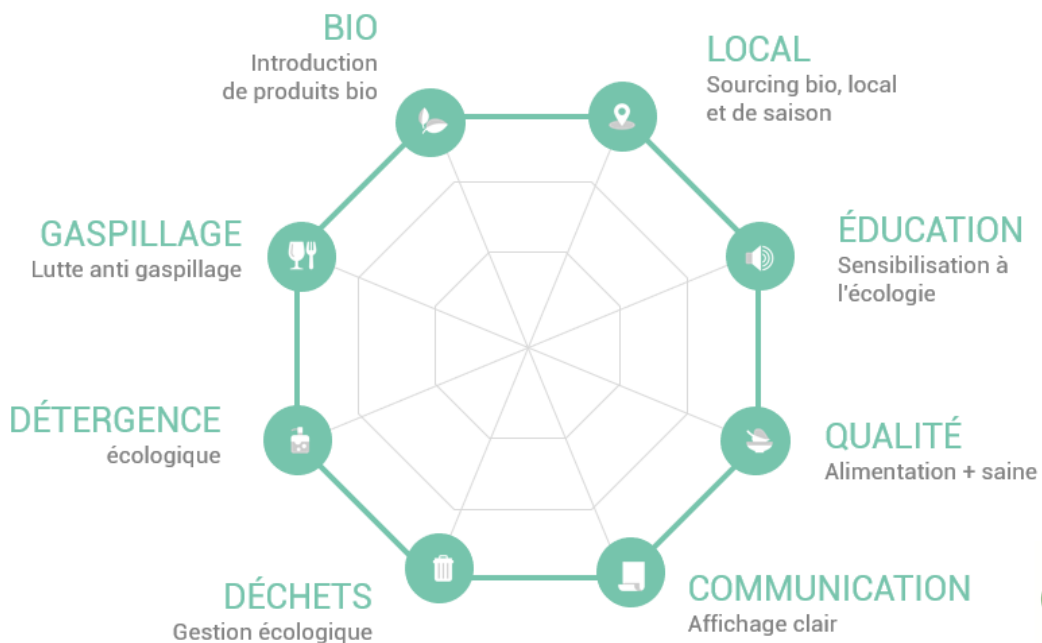 BIO
Introduction
de produits bio
LOCAL
Sourcing bio, local
et de saison
GASPILLAGE
Lutte anti gaspillage
ÉDUCATION
Sensibilisation à
l'écologie
DÉTERGENCE
écologique
QUALITÉ
Alimentation + saine
DÉCHETS
Gestion écologique
COMMUNICATION
Affichage clair